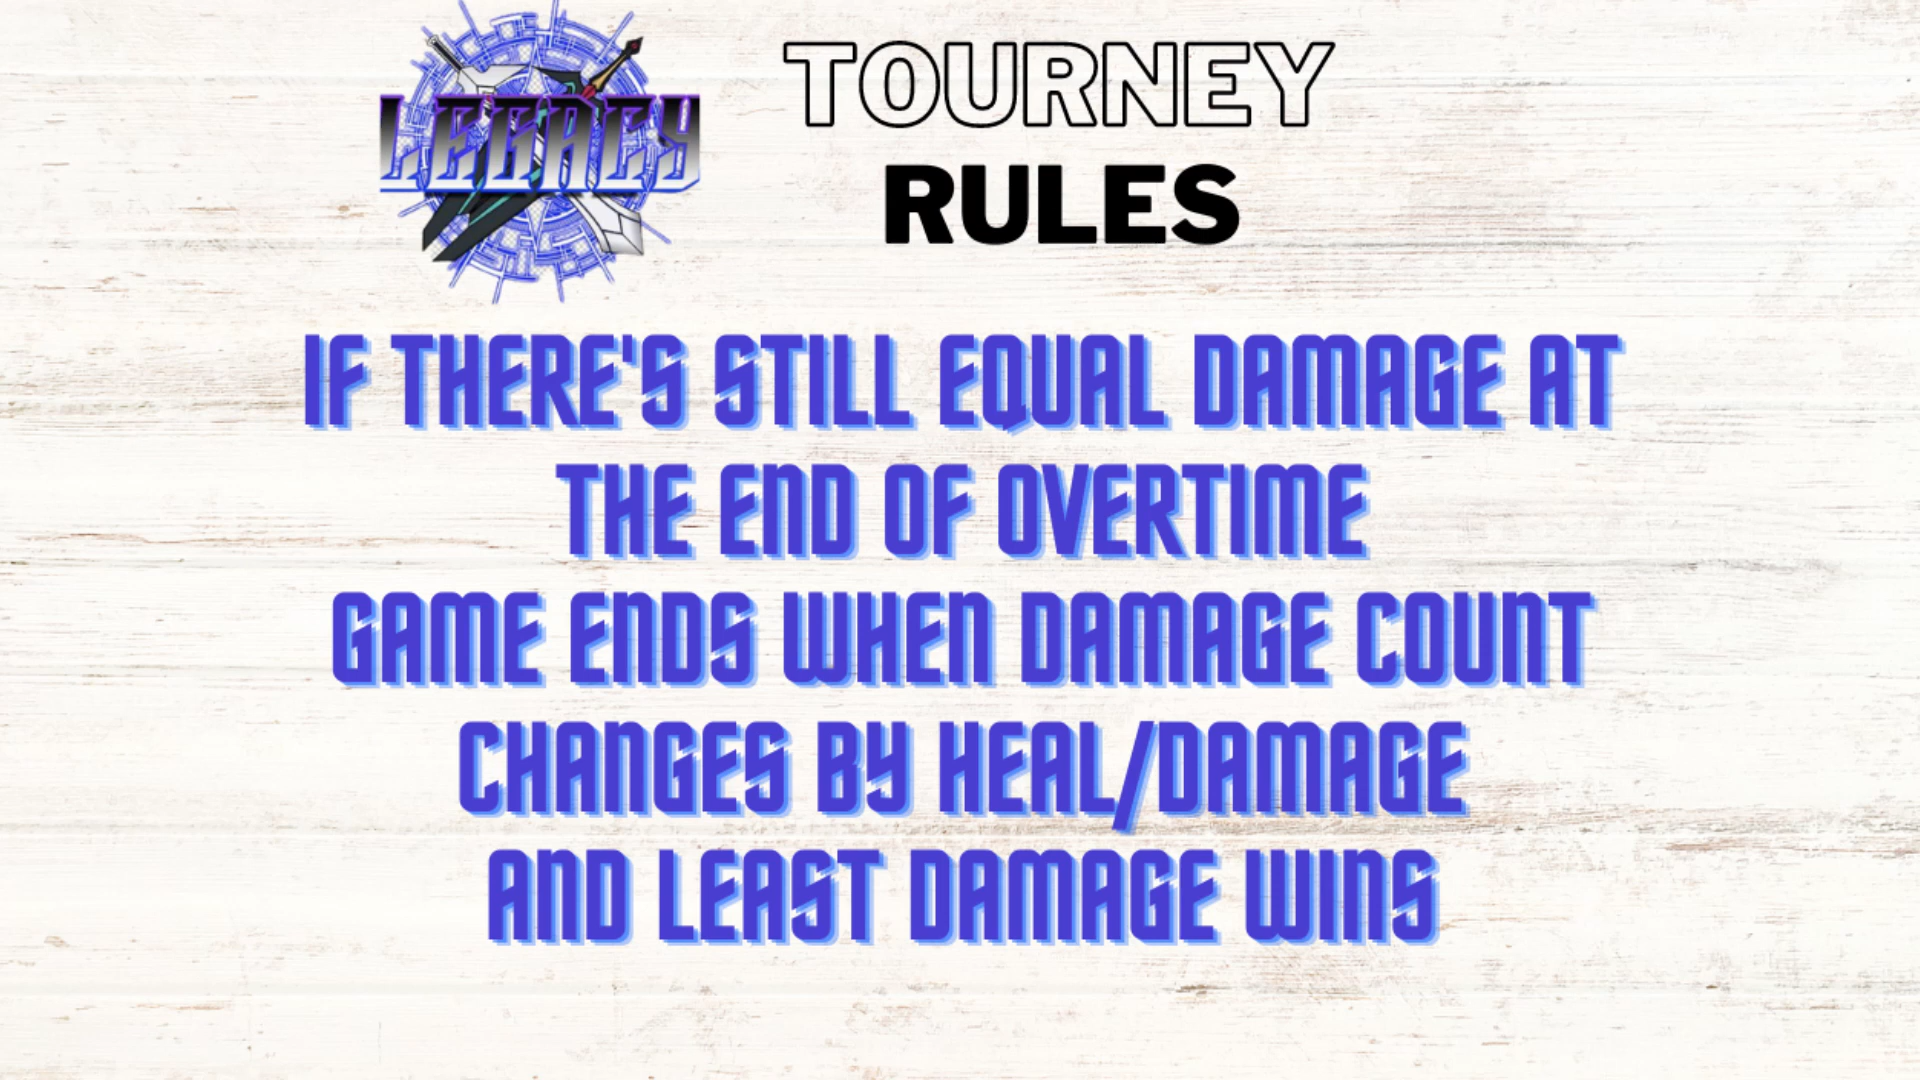 LEGACY
TOURNEY
RULES
IF THERE'S STILL EQUAL DAMAGE AT
THE END OF OVERTIME
GAME ENDS WHEN DAMAGE COUNT
CHANGES BY HEAL/DAMAGE
AND LEAST DAMAGE WINS